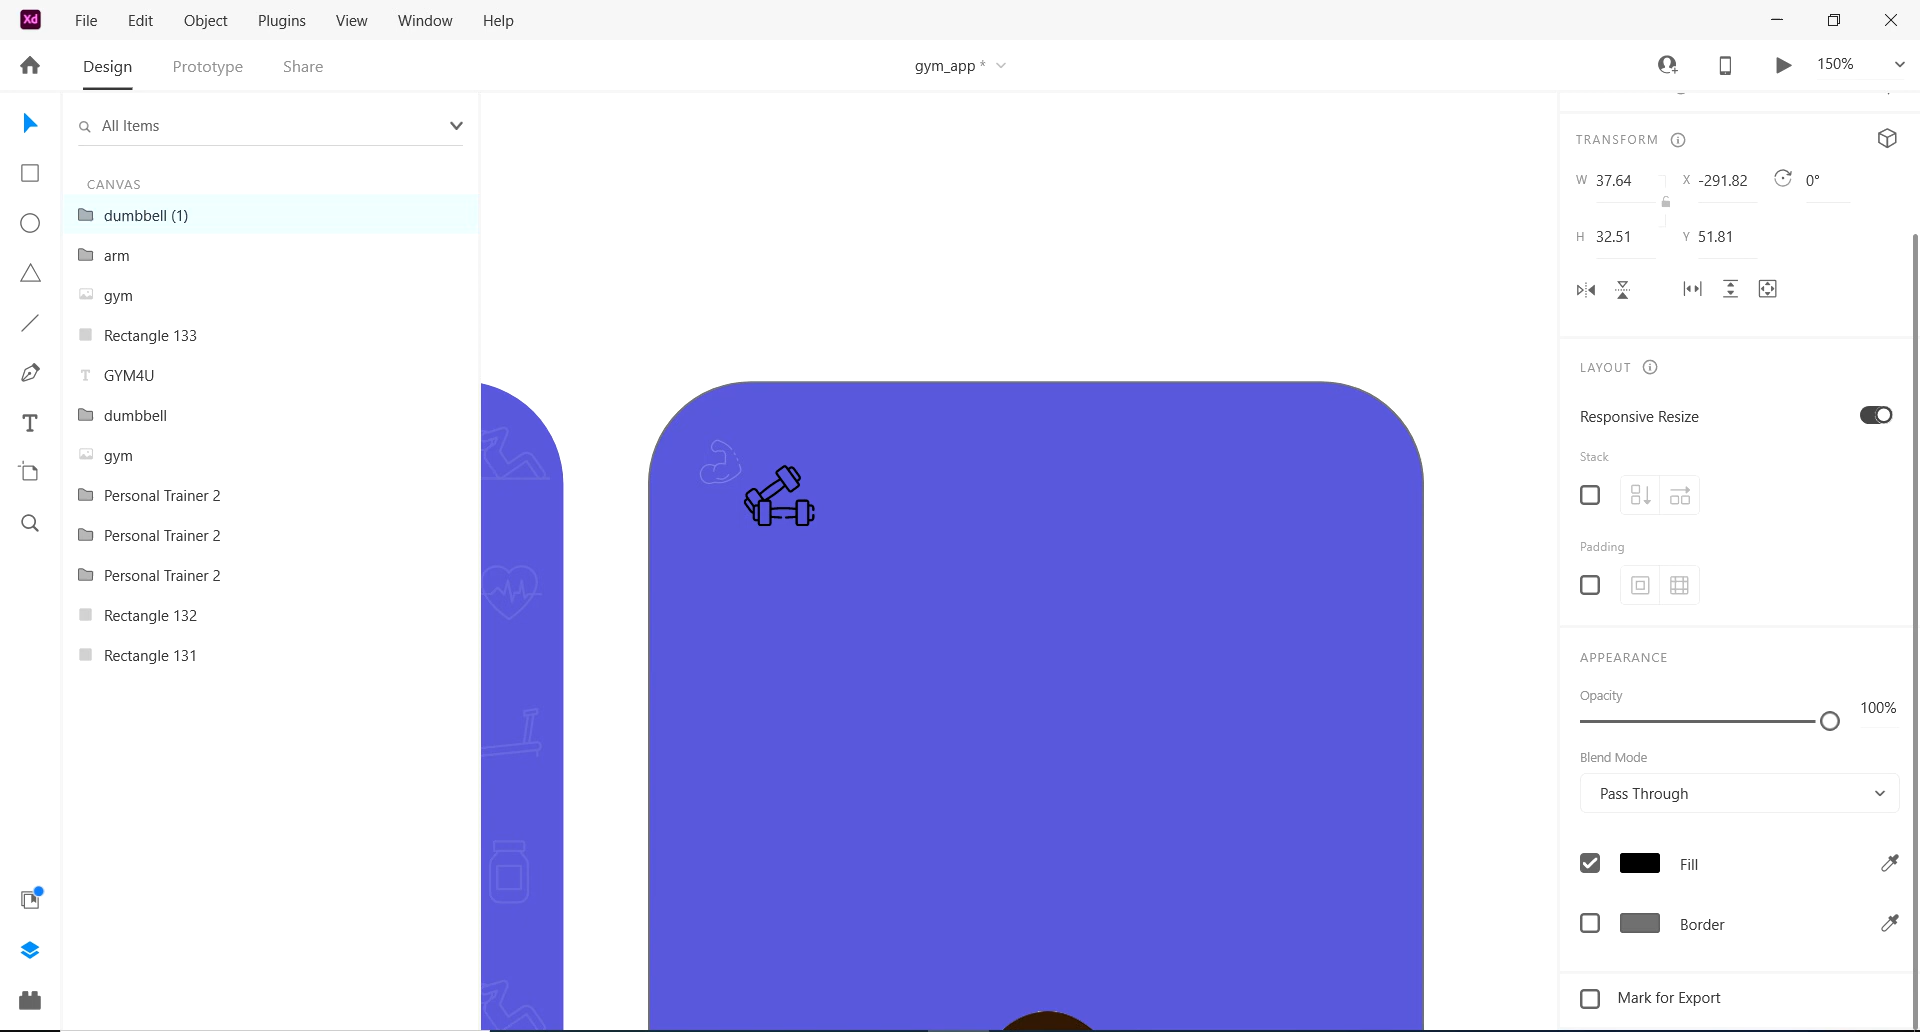 Xd File Edit Object Plugins View Window Help
Design Prototype Share gym_app * 150%
All Items
CANVAS
dumbbell (1)
arm
gym
Rectangle 133
T GYM4U
dumbbell
gym
Personal Trainer 2
Personal Trainer 2
Personal Trainer 2
Rectangle 132
Rectangle 131
TRANSFORM
W 37.64 X -291.82 0°
H 32.51 Y 51.81
LAYOUT
Responsive Resize
Stack
Padding
APPEARANCE
Opacity
100%
Blend Mode
Pass Through
Fill
Border
Mark for Export